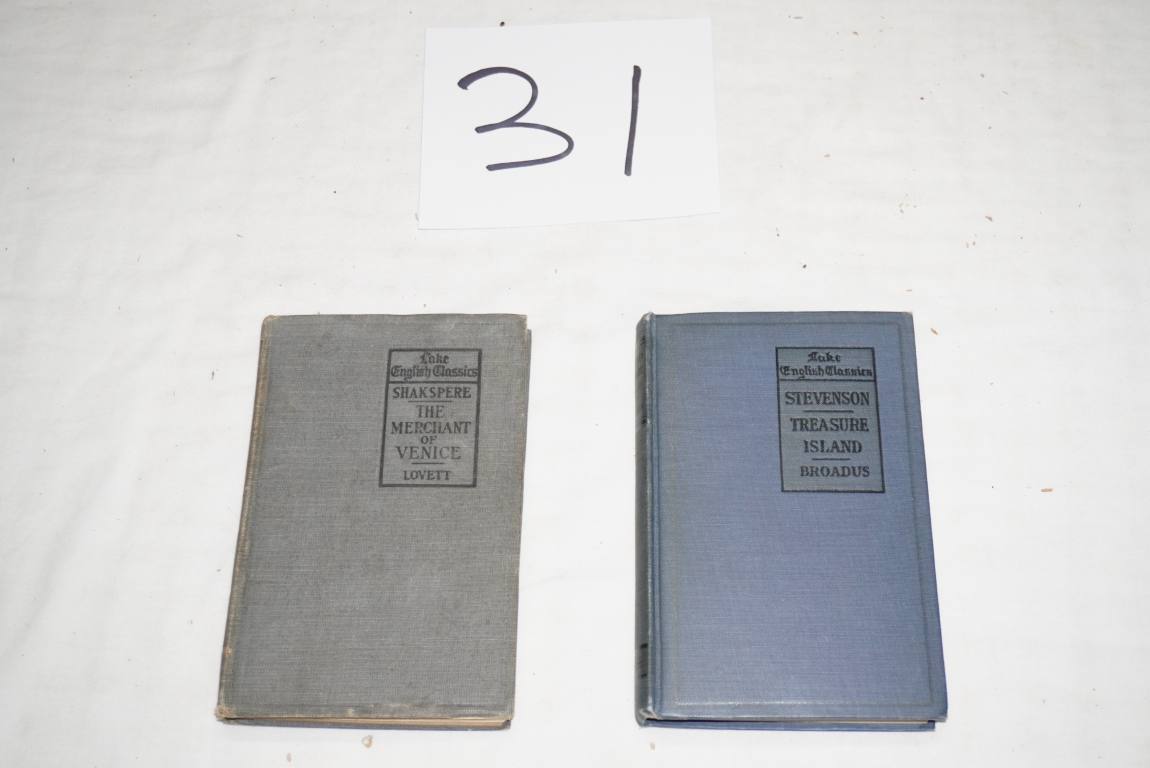 31
Lake
English Classics
SHAKSPERE
THE
MERCHANT
OF
VENICE
LOVETT
Lake
English Classics
STEVENSON
TREASURE
ISLAND
BROADUS